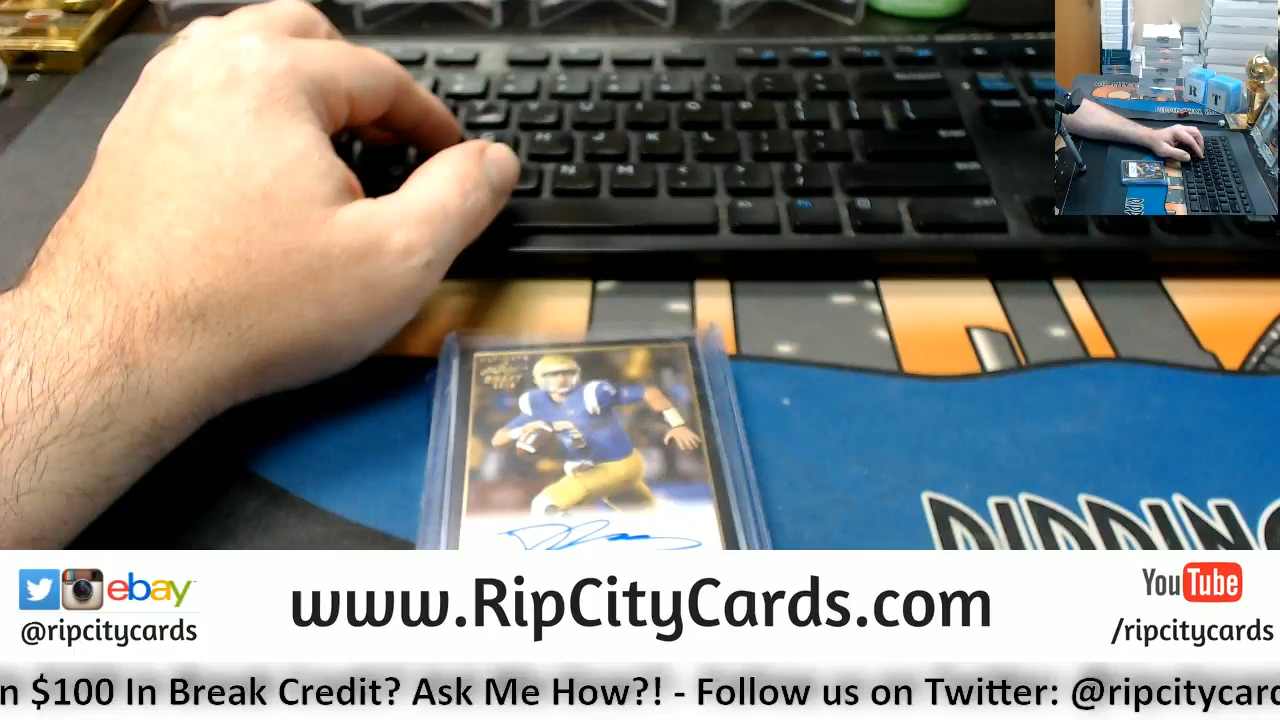 R T
Y U I O P
H J K L
N M
RIPPING
ebay
www.RipCityCards.com
YouTube
@ripcitycards
/ripcitycards
n $100 In Break Credit? Ask Me How?! - Follow us on Twitter: @ripcitycard